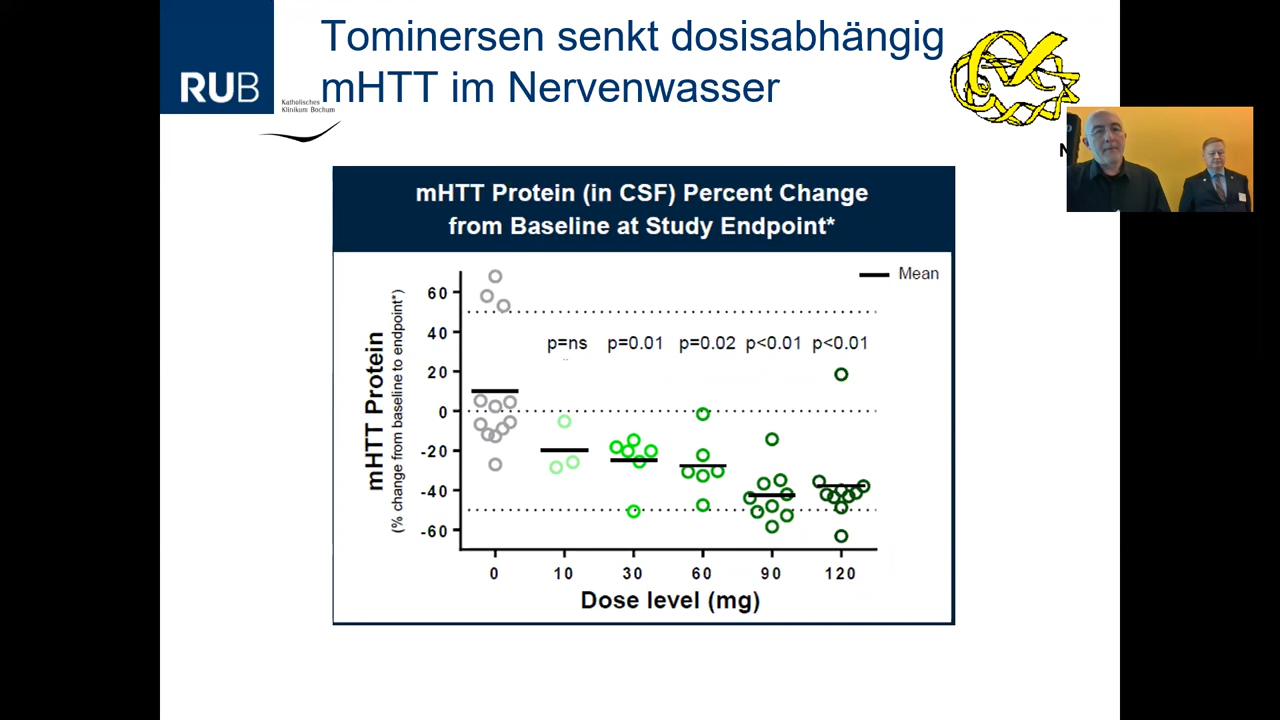 Tominersen senkt dosisabhängig
mHTT im Nervenwasser
RUB
Katholisches
Klinikum Bochum
N
mHTT Protein (in CSF) Percent Change
from Baseline at Study Endpoint*
Mean
mHTT Protein
(% change from baseline to endpoint*)
60
40
20
0
-20
-40
-60
p=ns p=0.01 p=0.02 p<0.01 p<0.01
0 10 30 60 90 120
Dose level (mg)